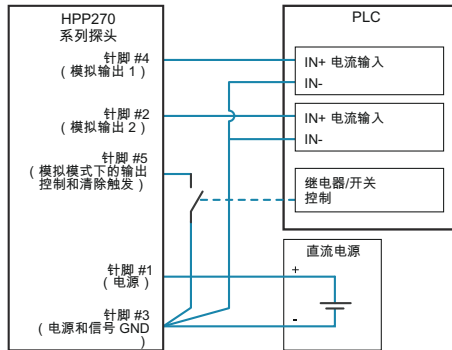 HPP270
系列探头
针脚 #4
（模拟输出 1）
针脚 #2
（模拟输出 2）
针脚 #5
（模拟模式下的输出
控制和清除触发）
针脚 #1
（电源）
针脚 #3
（电源和信号 GND
）
PLC
IN+ 电流输入
IN-
IN+ 电流输入
IN-
继电器/开关
控制
直流电源
+
-